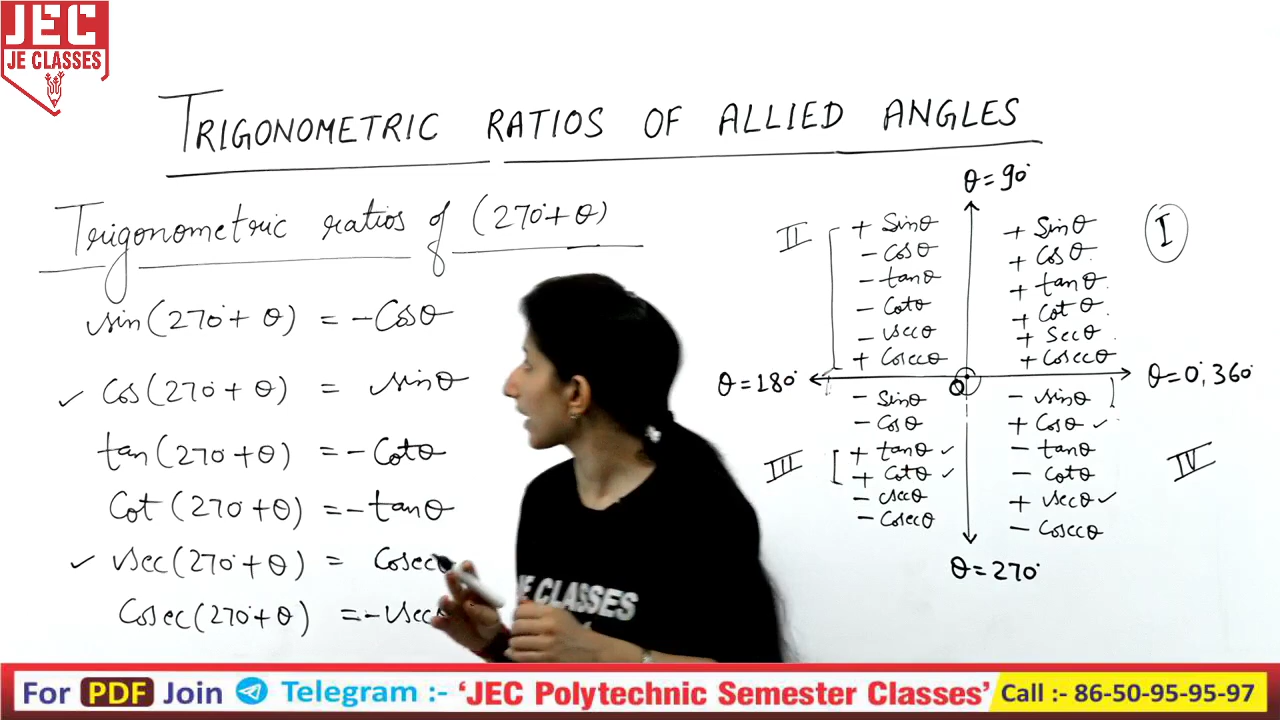 JEC
JE CLASSES
TRIGONOMETRIC RATIOS OF ALLIED ANGLES
Trigonometric ratios of (270°+ θ)
sin(270°+ θ) = -Cosθ
✓ Cos(270°+ θ) = sinθ
tan(270°+θ) = -Cotθ
Cot(270°+θ) = -tanθ
✓ sec(270°+θ) = Cosecθ
Cosec(270°+θ) = -sec
θ=90°
II
+ Sinθ
- Cosθ
- tanθ
- Cotθ
- secθ
+ Cosecθ
I
+ Sinθ
+ Cosθ
+ tanθ
+ Cotθ
+ Secθ
+ Cosecθ
θ=180°
O
θ=0°, 360°
III
- Sinθ
- Cosθ
+ tanθ ✓
+ Cotθ ✓
- secθ
- Cosecθ
- sinθ
+ Cosθ ✓
- tanθ
- Cotθ
+ secθ ✓
- Cosecθ
IV
θ=270°
JE CLASSES
For PDF Join Telegram :- ‘JEC Polytechnic Semester Classes’ Call :- 86-50-95-95-97